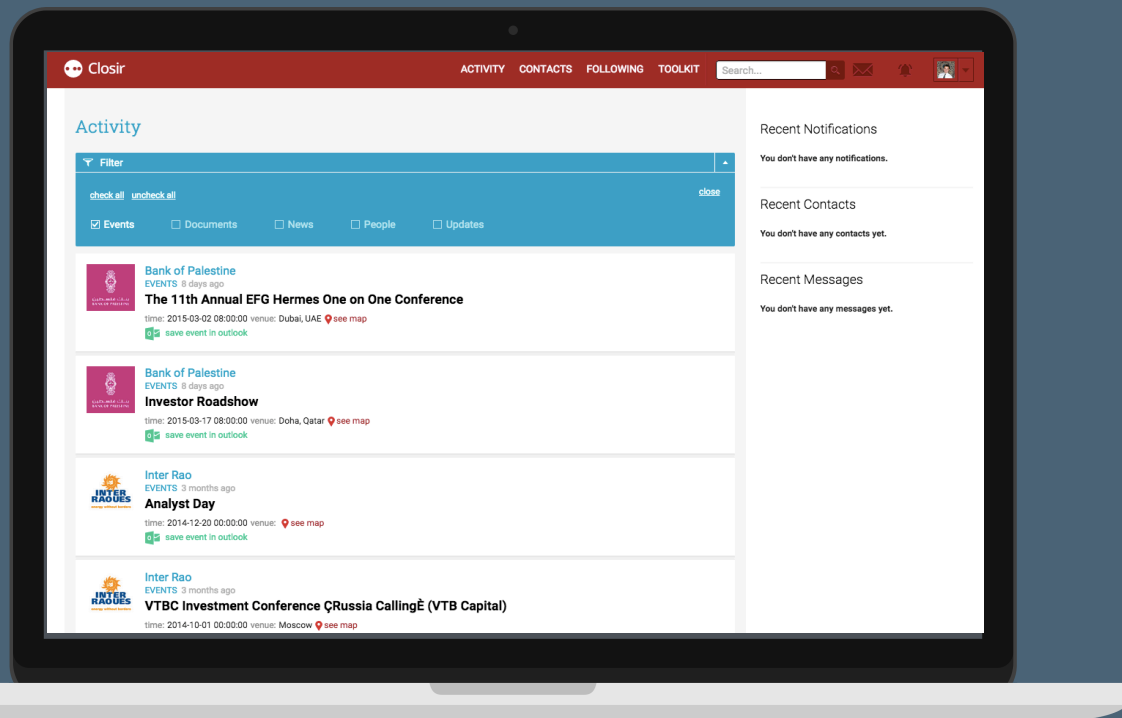 Closir
ACTIVITY CONTACTS FOLLOWING TOOLKIT Search...
Activity
Filter
check all uncheck all close
Events Documents News People Updates
Bank of Palestine
EVENTS 8 days ago
The 11th Annual EFG Hermes One on One Conference
time: 2015-03-02 08:00:00 venue: Dubai, UAE see map
save event in outlook
Bank of Palestine
EVENTS 8 days ago
Investor Roadshow
time: 2015-03-17 08:00:00 venue: Doha, Qatar see map
save event in outlook
INTER
RAOUES
Inter Rao
EVENTS 3 months ago
Analyst Day
time: 2014-12-20 00:00:00 venue: see map
save event in outlook
INTER
RAOUES
Inter Rao
EVENTS 3 months ago
VTBC Investment Conference ÇRussia CallingÈ (VTB Capital)
time: 2014-10-01 00:00:00 venue: Moscow see map
Recent Notifications
You don't have any notifications.
Recent Contacts
You don't have any contacts yet.
Recent Messages
You don't have any messages yet.